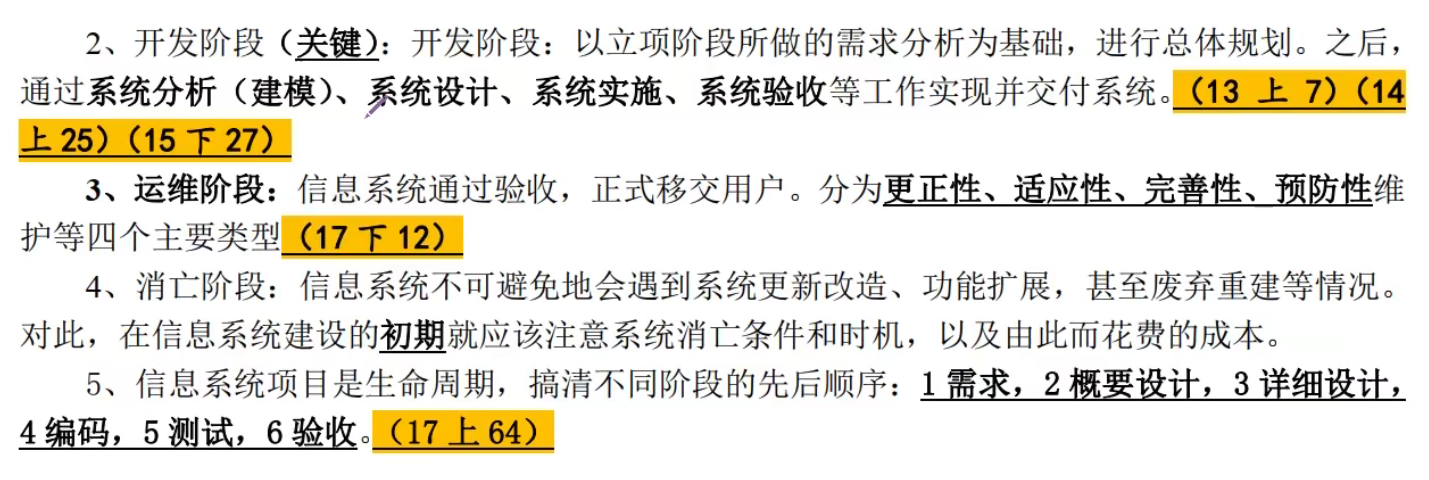 2、开发阶段（关键）：开发阶段：以立项阶段所做的需求分析为基础，进行总体规划。之后，
通过系统分析（建模）、系统设计、系统实施、系统验收等工作实现并交付系统。（13 上 7）（14
上 25）（15 下 27）
3、运维阶段：信息系统通过验收，正式移交用户。分为更正性、适应性、完善性、预防性维
护等四个主要类型（17 下 12）
4、消亡阶段：信息系统不可避免地会遇到系统更新改造、功能扩展，甚至废弃重建等情况。
对此，在信息系统建设的初期就应该注意系统消亡条件和时机，以及由此而花费的成本。
5、信息系统项目是生命周期，搞清不同阶段的先后顺序：1 需求，2 概要设计，3 详细设计，
4 编码，5 测试，6 验收。（17 上 64）